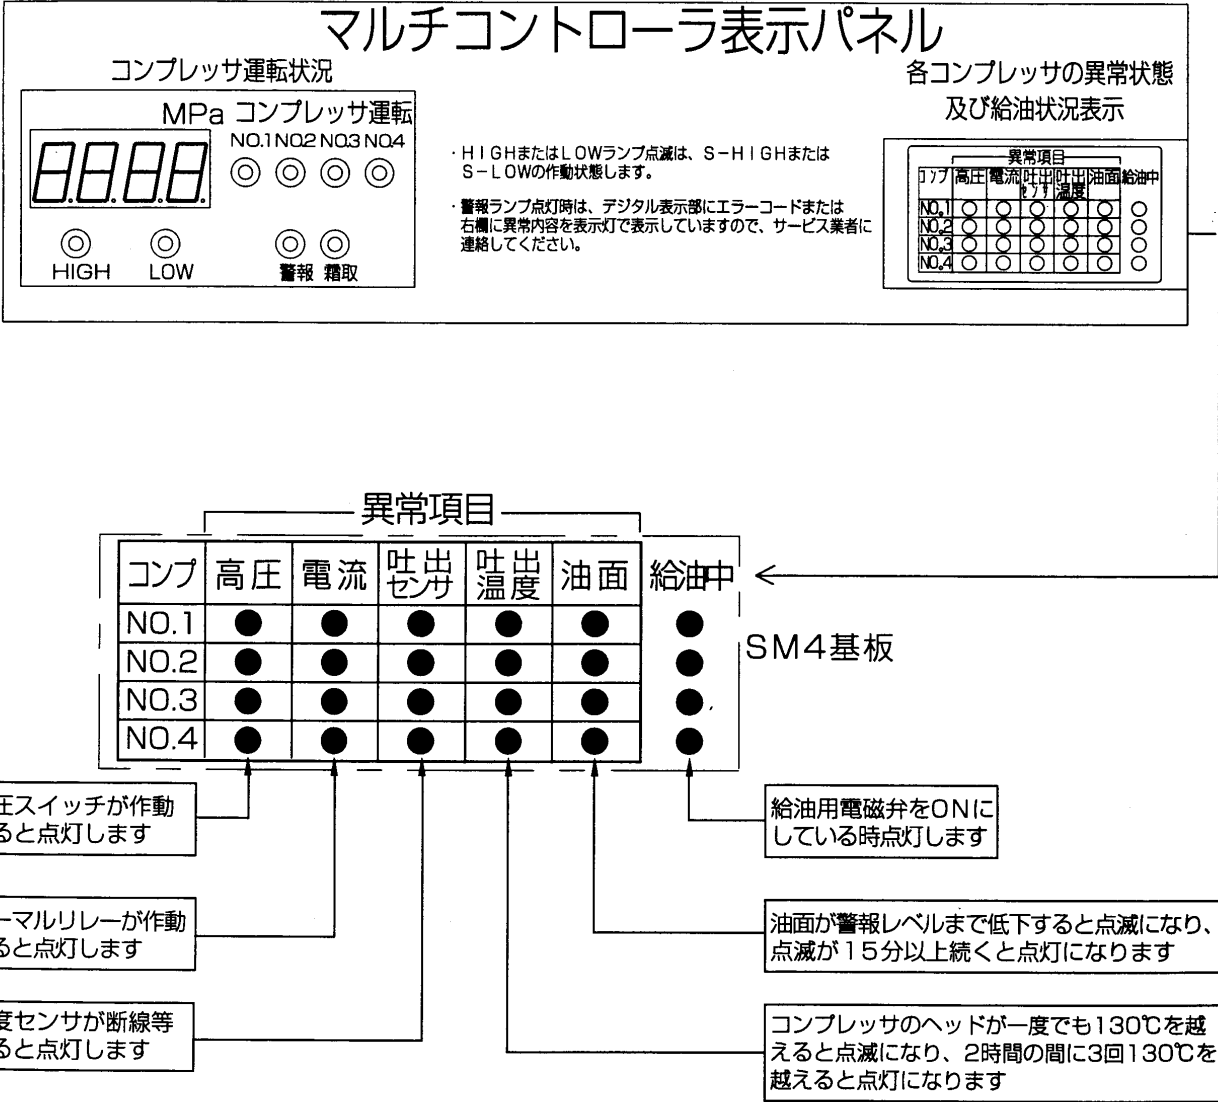 マルチコントローラ表示パネル
コンプレッサ運転状況
MPa コンプレッサ運転
NO.1 NO.2 NO.3 NO.4
8.8.8.8.
HIGH LOW 警報 霜取
・HIGHまたはLOWランプ点滅は、S-HIGHまたは
S-LOWの作動状態します。
・警報ランプ点灯時は、デジタル表示部にエラーコードまたは
右欄に異常内容を表示灯で表示していますので、サービス業者に
連絡してください。
各コンプレッサの異常状態
及び給油状況表示
異常項目
コンプ 高圧 電流 吐出センサ 吐出温度 油面 給油中
NO.1
NO.2
NO.3
NO.4
異常項目
コンプ 高圧 電流 吐出センサ 吐出温度 油面 給油中
NO.1
NO.2
NO.3
NO.4
SM4基板
圧スイッチが作動
ると点灯します
ーマルリレーが作動
ると点灯します
度センサが断線等
ると点灯します
給油用電磁弁をONに
している時点灯します
油面が警報レベルまで低下すると点滅になり、
点滅が15分以上続くと点灯になります
コンプレッサのヘッドが一度でも130℃を越
えると点滅になり、2時間の間に3回130℃を
越えると点灯になります